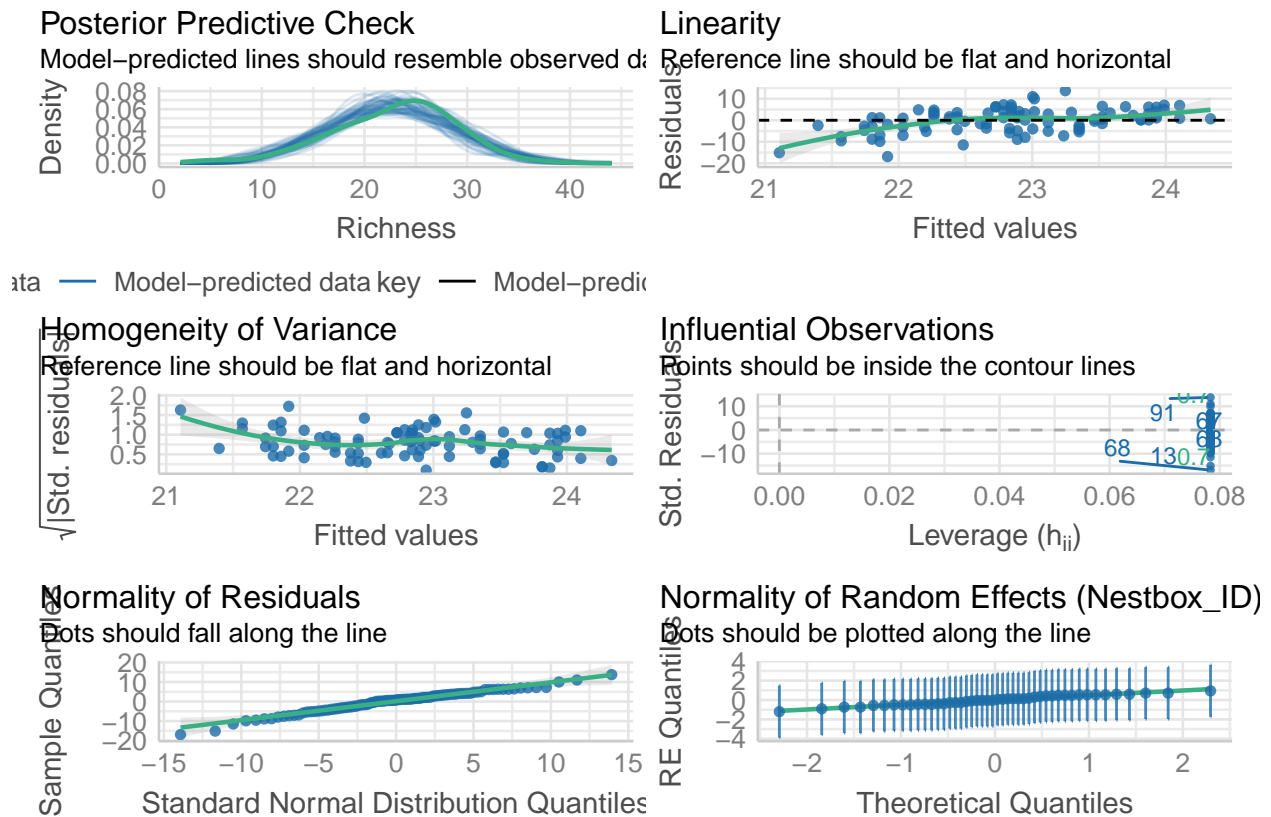 Posterior Predictive Check
Model−predicted lines should resemble observed da
Density
0.08
0.06
0.04
0.02
0.00
0 10 20 30 40
Richness
ata Model−predicted data key Model−predic
Linearity
Reference line should be flat and horizontal
Residuals
10
0
−10
−20
21 22 23 24
Fitted values
Homogeneity of Variance
Reference line should be flat and horizontal
√|Std. residuals|
2.0
1.5
1.0
0.5
21 22 23 24
Fitted values
Influential Observations
Points should be inside the contour lines
Std. Residuals
10
0
−10
91
68
13
0.00 0.02 0.04 0.06 0.08
Leverage (hii)
Normality of Residuals
Dots should fall along the line
Sample Quantiles
20
10
0
−10
−20
−15 −10 −5 0 5 10 15
Standard Normal Distribution Quantiles
Normality of Random Effects (Nestbox_ID)
Dots should be plotted along the line
RE Quantiles
4
2
0
−2
−4
−2 −1 0 1 2
Theoretical Quantiles